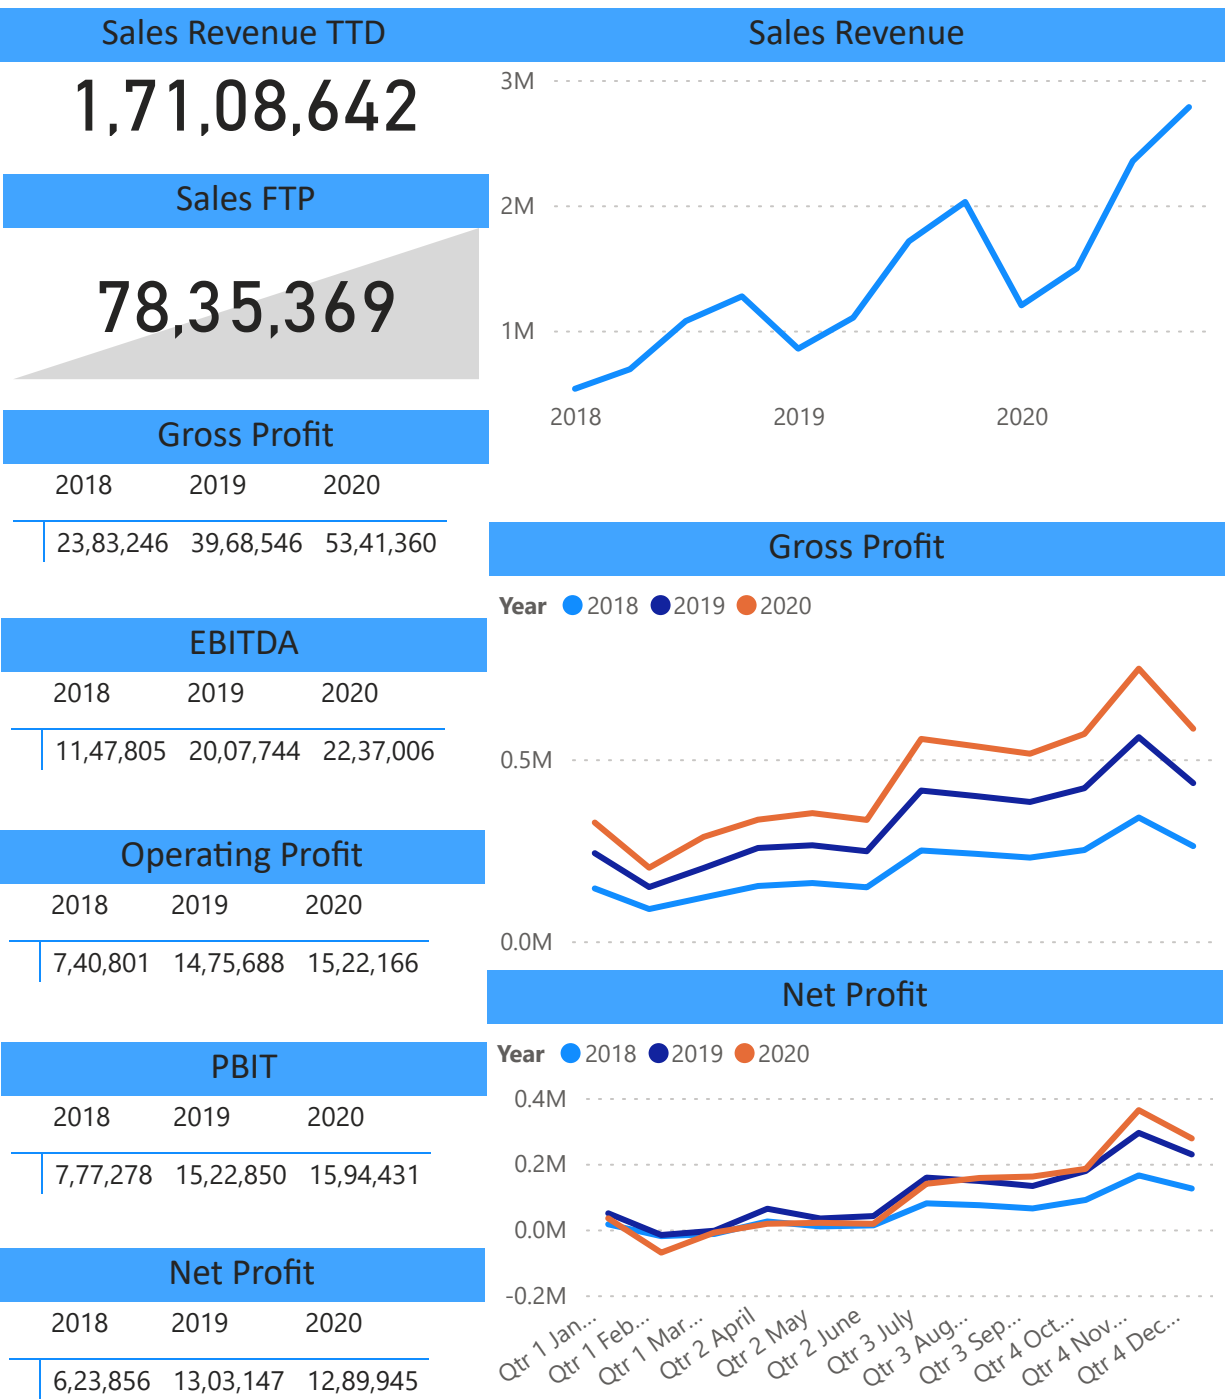 Sales Revenue TTD
1,71,08,642
Sales FTP
78,35,369
Gross Profit
2018 2019 2020
23,83,246 39,68,546 53,41,360
EBITDA
2018 2019 2020
11,47,805 20,07,744 22,37,006
Operating Profit
2018 2019 2020
7,40,801 14,75,688 15,22,166
PBIT
2018 2019 2020
7,77,278 15,22,850 15,94,431
Net Profit
2018 2019 2020
6,23,856 13,03,147 12,89,945
Sales Revenue
3M
2M
1M
2018 2019 2020
Gross Profit
Year 2018 2019 2020
0.5M
0.0M
Net Profit
Year 2018 2019 2020
0.4M
0.2M
0.0M
-0.2M
Qtr 1 Jan...
Qtr 1 Feb...
Qtr 1 Mar...
Qtr 2 April
Qtr 2 May
Qtr 2 June
Qtr 3 July
Qtr 3 Aug...
Qtr 3 Sep...
Qtr 4 Oct...
Qtr 4 Nov...
Qtr 4 Dec...